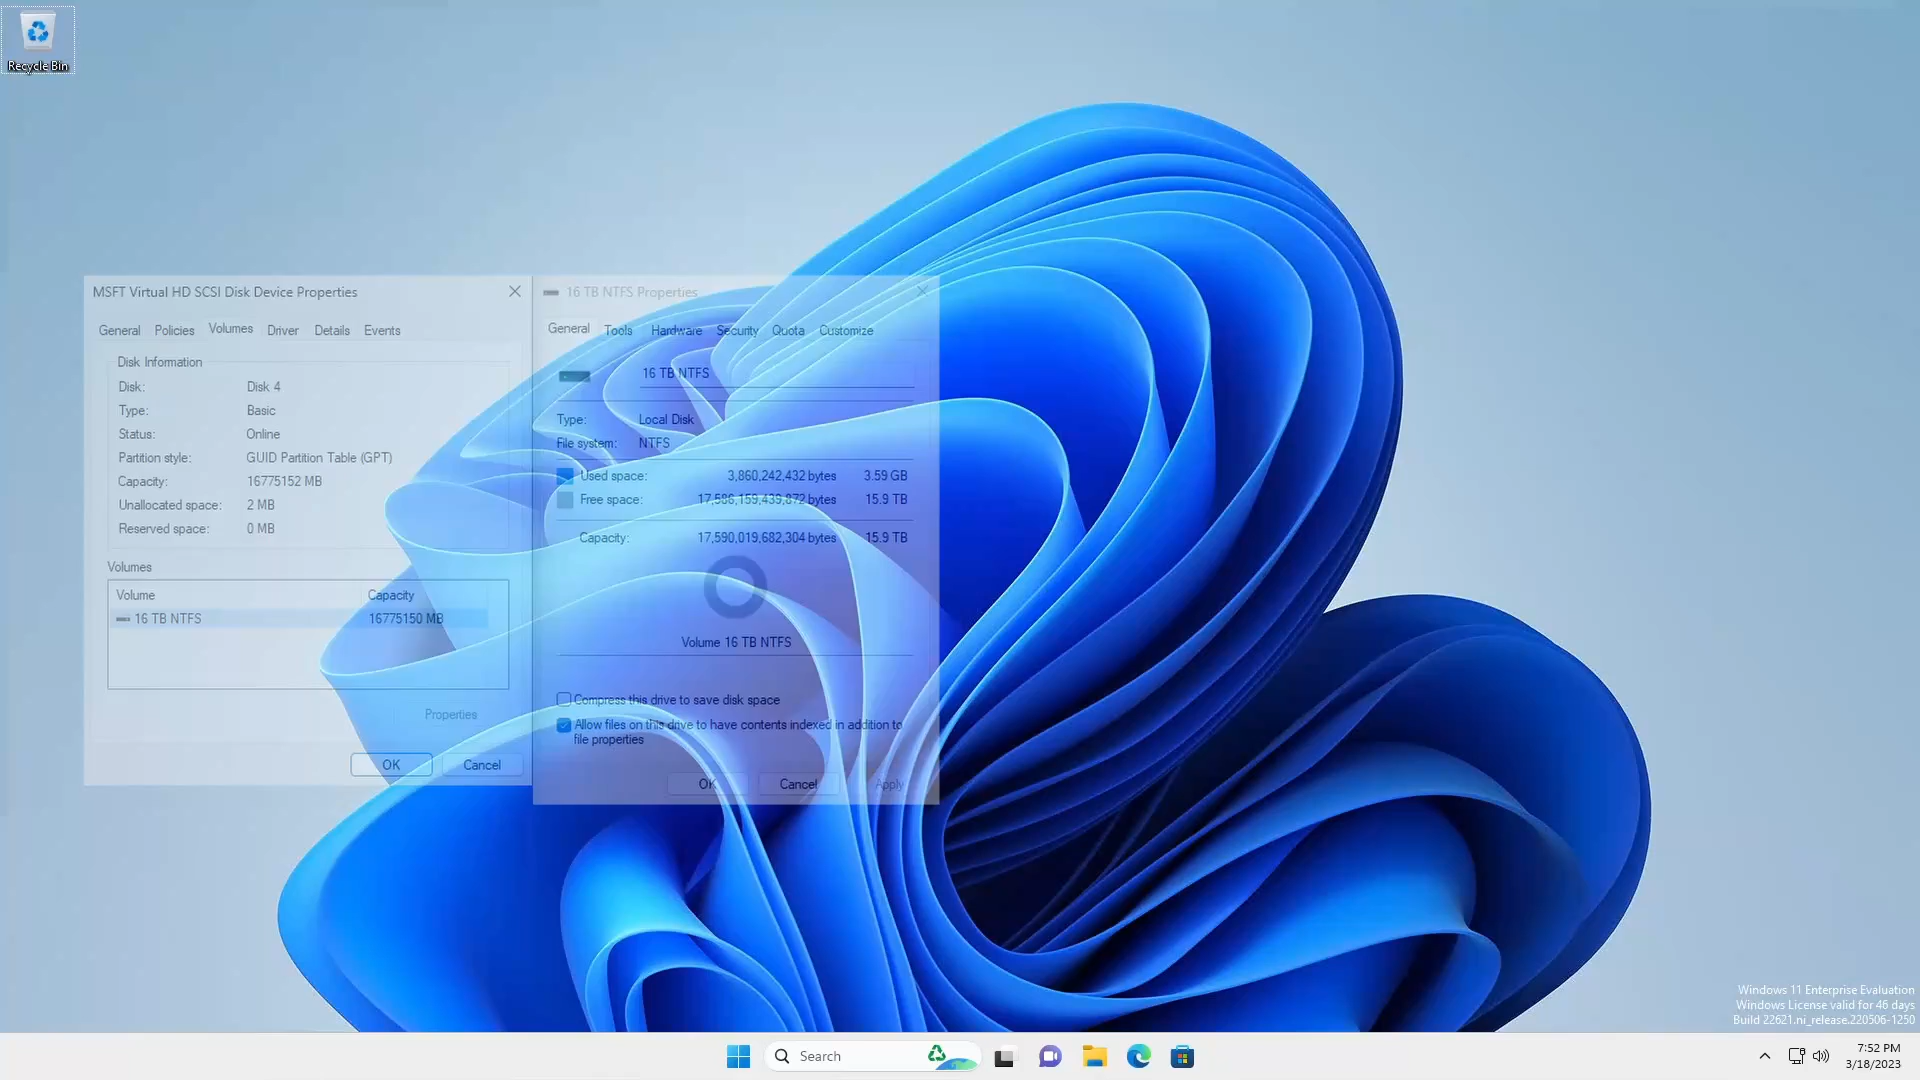 Recycle Bin
MSFT Virtual HD SCSI Disk Device Properties
General Policies Volumes Driver Details Events
Disk Information
Disk: Disk 4
Type: Basic
Status: Online
Partition style: GUID Partition Table (GPT)
Capacity: 16775152 MB
Unallocated space: 2 MB
Reserved space: 0 MB
Volumes
Volume Capacity
16 TB NTFS 16775150 MB
Properties
OK Cancel
16 TB NTFS Properties
General Tools Hardware Security Quota Customize
16 TB NTFS
Type: Local Disk
File system: NTFS
Used space: 3,860,242,432 bytes 3.59 GB
Free space: 17,586,159,439,872 bytes 15.9 TB
Capacity: 17,590,019,682,304 bytes 15.9 TB
Volume 16 TB NTFS
Compress this drive to save disk space
Allow files on this drive to have contents indexed in addition to
file properties
OK Cancel Apply
Windows 11 Enterprise Evaluation
Windows License valid for 46 days
Build 22621.ni_release.220506-1250
Search
7:52 PM
3/18/2023